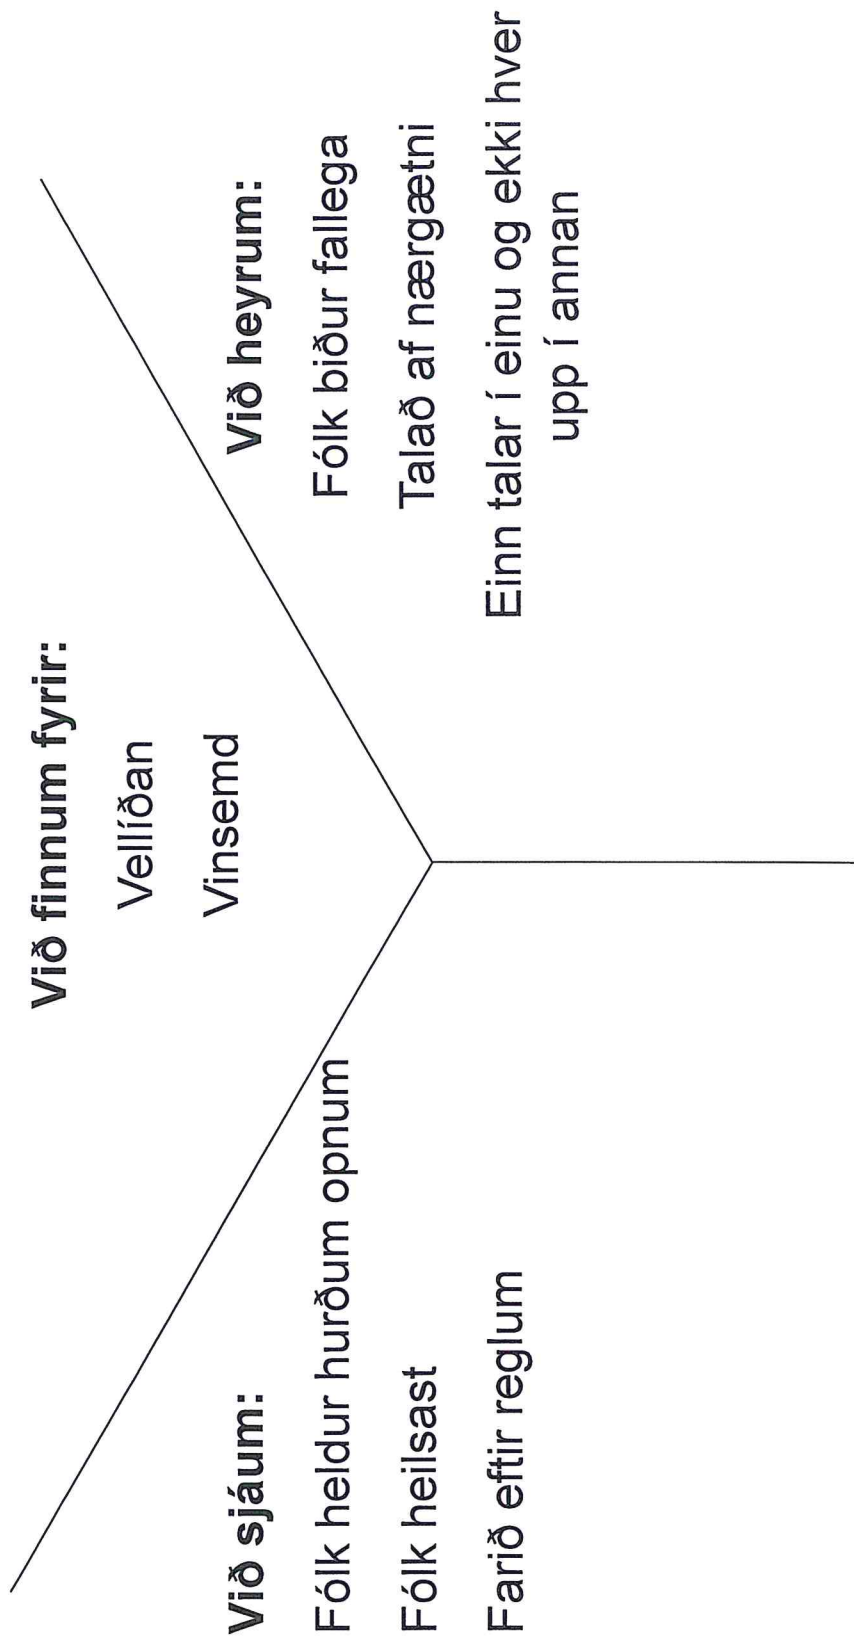 Við finnum fyrir:
Vellíðan
Vinsemd
Við sjáum:
Fólk heldur hurðum opnum
Fólk heilsast
Farið eftir reglum
Við heyrum:
Fólk biður fallega
Talað af nærgætni
Einn talar í einu og ekki hver
upp í annan